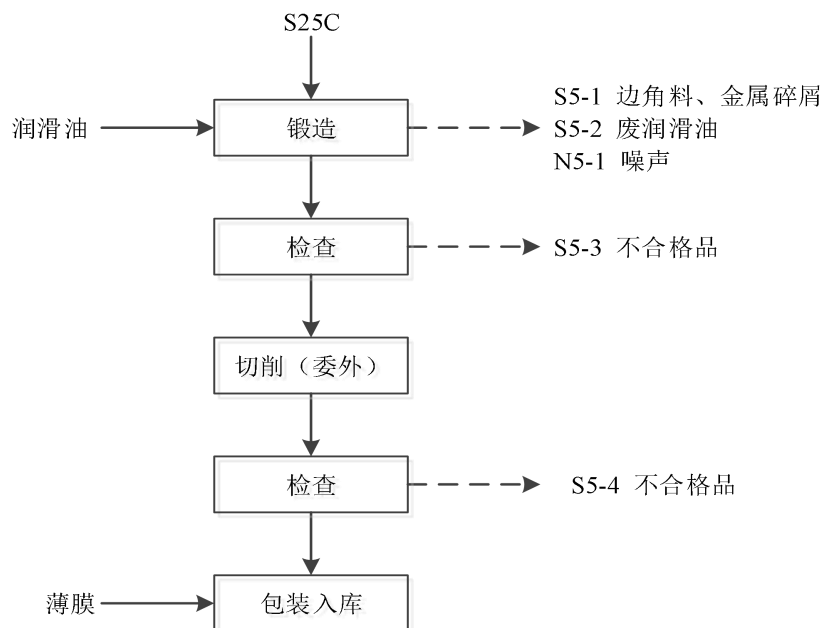 S25C
润滑油
锻造
S5-1 边角料、金属碎屑
S5-2 废润滑油
N5-1 噪声
检查
S5-3 不合格品
切削（委外）
检查
S5-4 不合格品
薄膜
包装入库